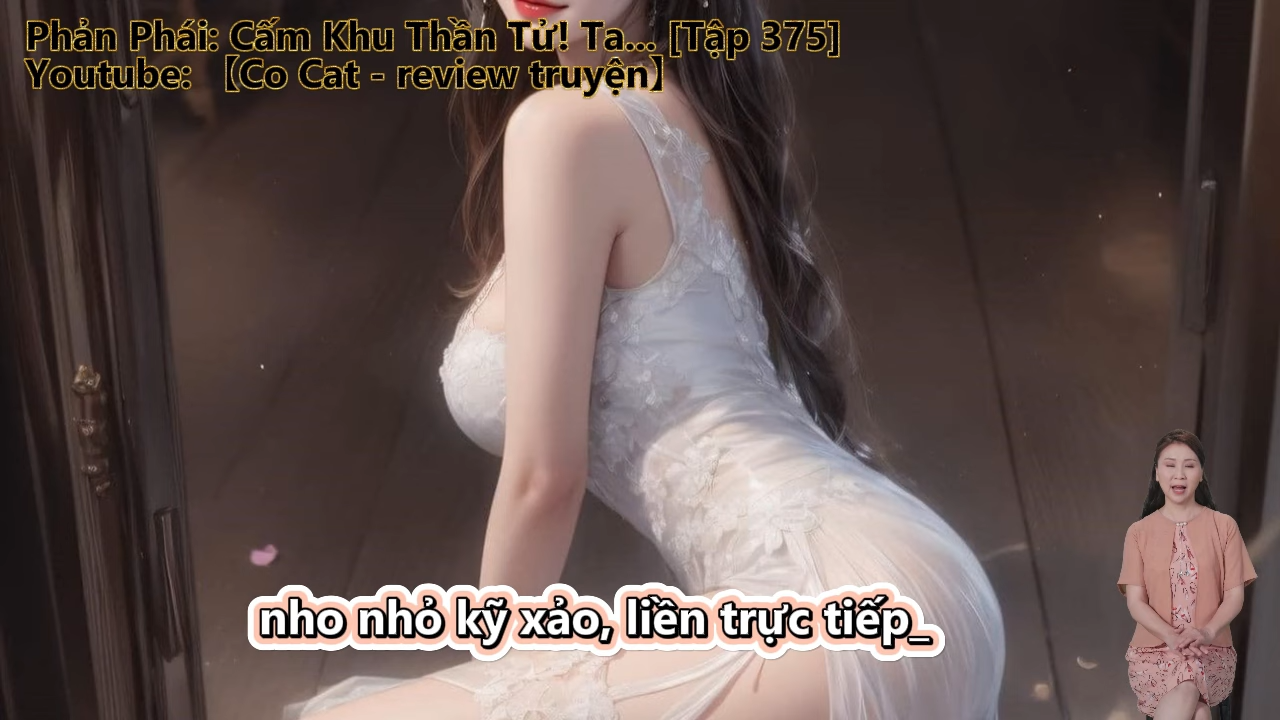 Phản Phái: Cấm Khu Thần Tử! Ta... [Tập 375]
Youtube: 【Co Cat - review truyện】
nho nhỏ kỹ xảo, liền trực tiếp_